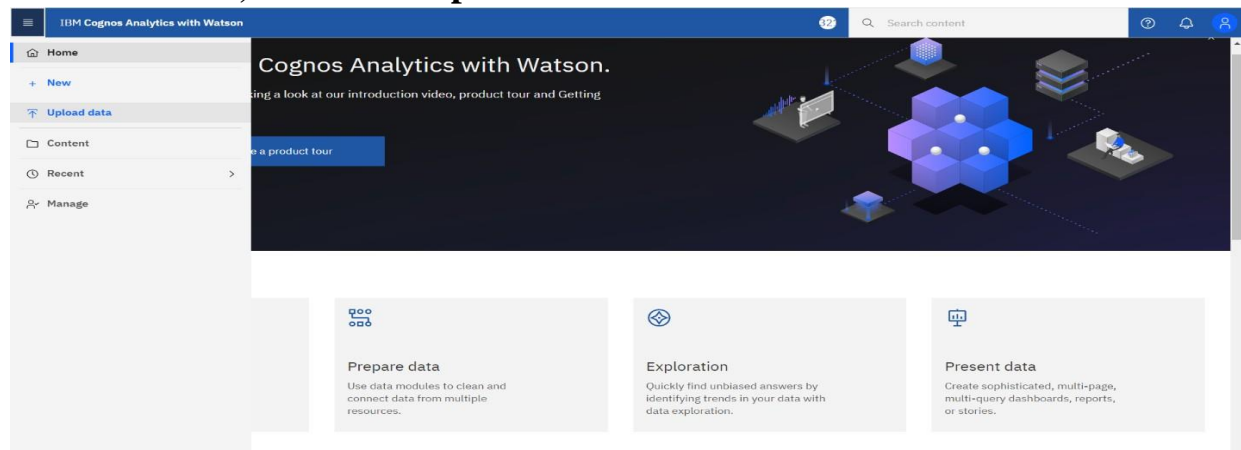 IBM Cognos Analytics with Watson
Search content
Home
New
Upload data
Content
Recent
Manage
Cognos Analytics with Watson.
king a look at our introduction video, product tour and Getting
e a product tour
Prepare data
Use data modules to clean and
connect data from multiple
resources.
Exploration
Quickly find unbiased answers by
identifying trends in your data with
data exploration.
Present data
Create sophisticated, multi-page,
multi-query dashboards, reports,
or stories.